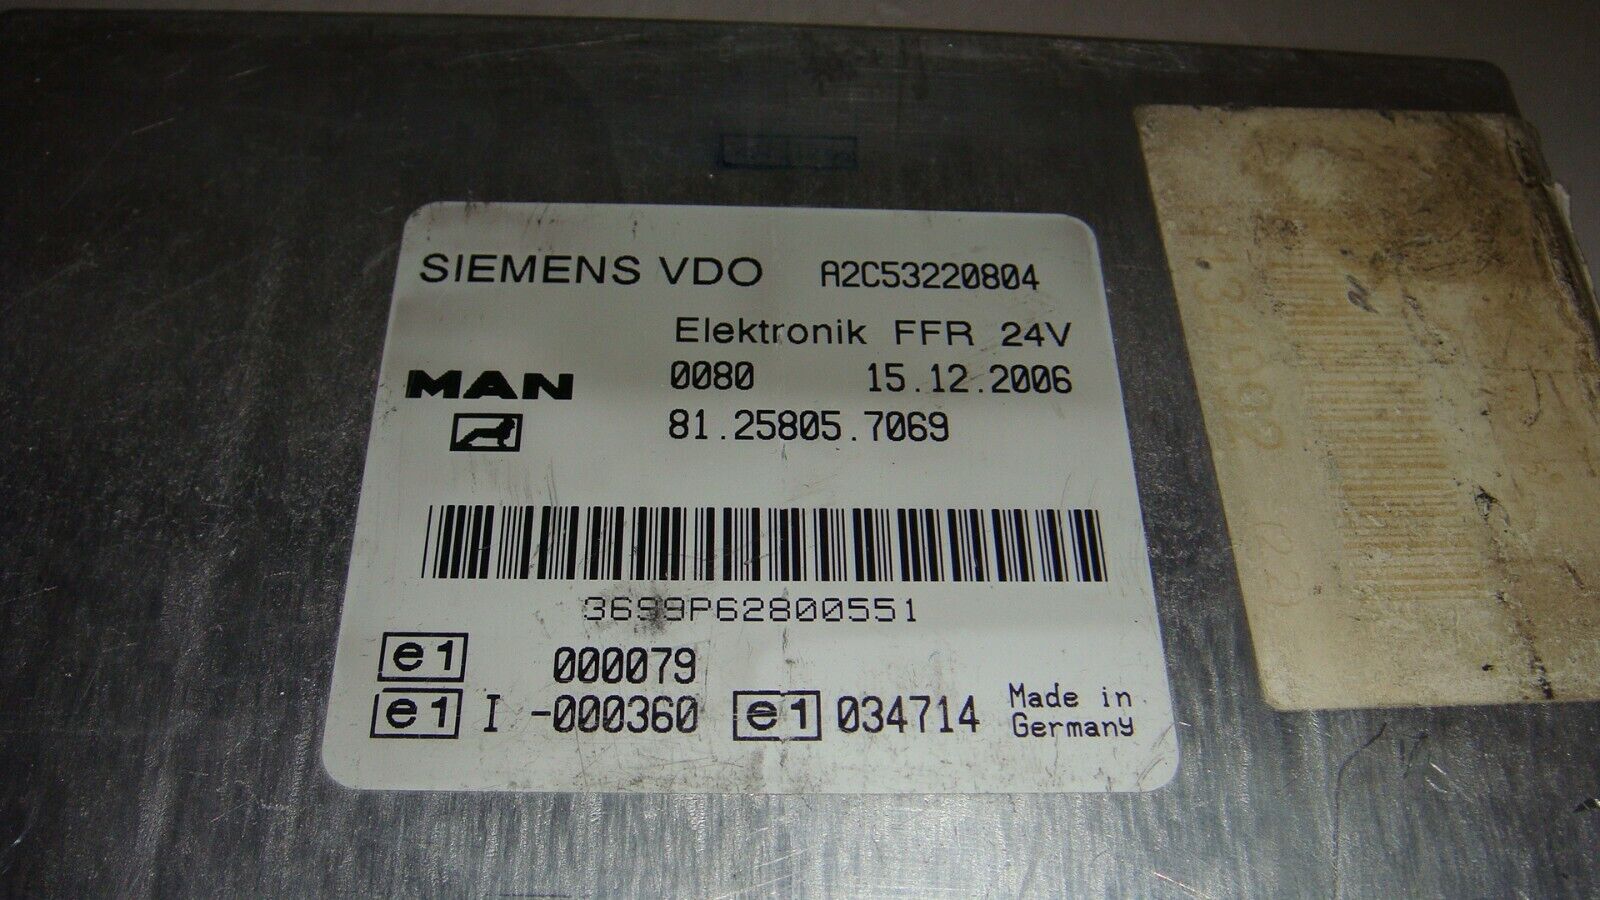 SIEMENS VDO A2C53220804
Elektronik FFR 24V
MAN 0080 15.12.2006
81.25805.7069
3699P62800551
e1 000079
e1 I -000360 e1 034714 Made in
Germany